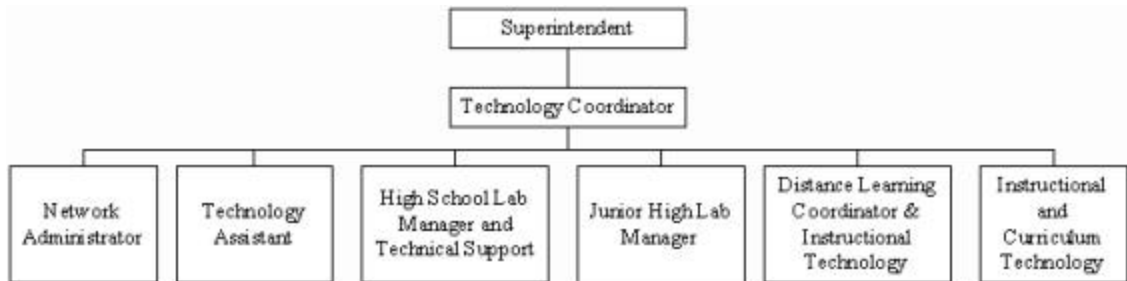 Superintendent
Technology Coordinator
Network
Administrator
Technology
Assistant
High School Lab
Manager and
Technical Support
Junior High Lab
Manager
Distance Learning
Coordinator &
Instructional
Technology
Instructional
and
Curriculum
Technology